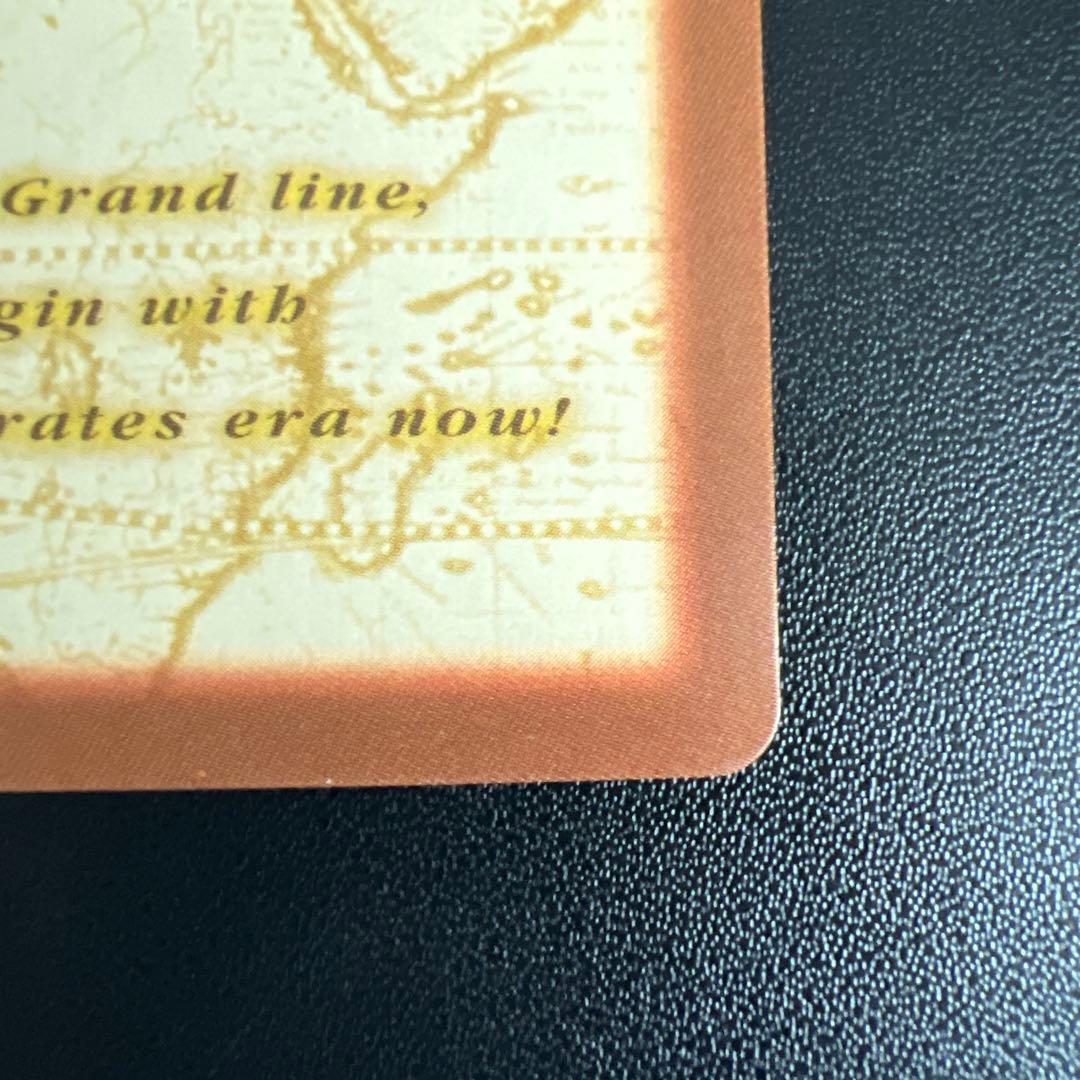 Grand line,
gin with
rates era now!